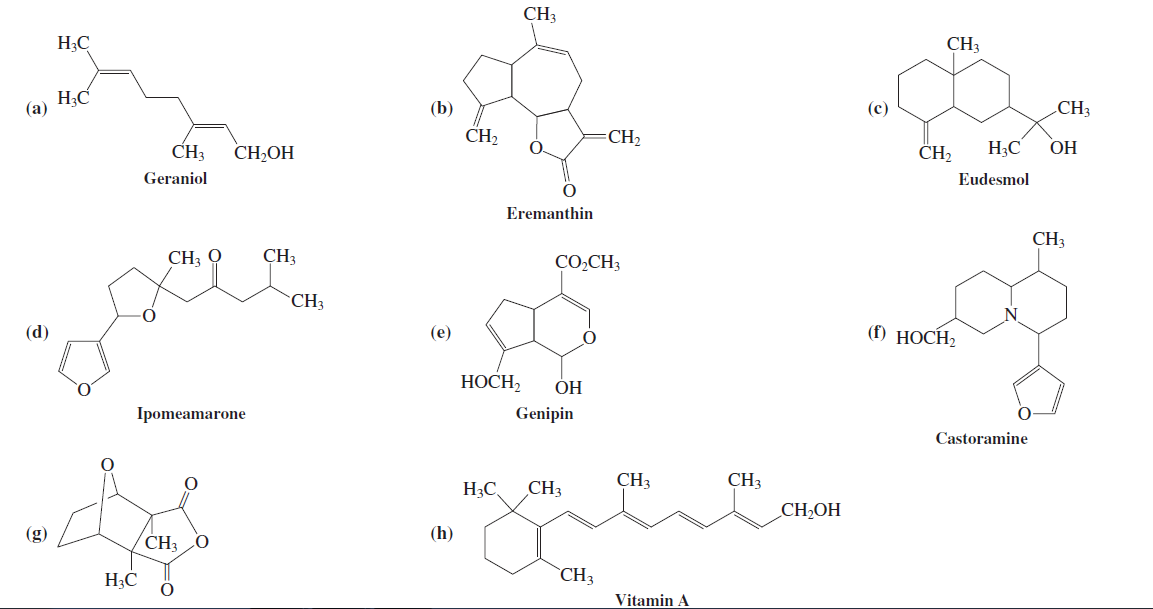 (a)
H₃C
H₃C
CH₃
CH₂OH
Geraniol
(b)
CH₃
CH₂
O
CH₂
O
Eremanthin
(c)
CH₃
CH₂
CH₃
H₃C
OH
Eudesmol
(d)
CH₃
O
CH₃
CH₃
O
O
Ipomeamarone
(e)
CO₂CH₃
O
HOCH₂
OH
Genipin
(f)
CH₃
N
HOCH₂
O
Castoramine
(g)
O
O
CH₃
O
H₃C
O
(h)
H₃C
CH₃
CH₃
CH₃
CH₂OH
CH₃
Vitamin A